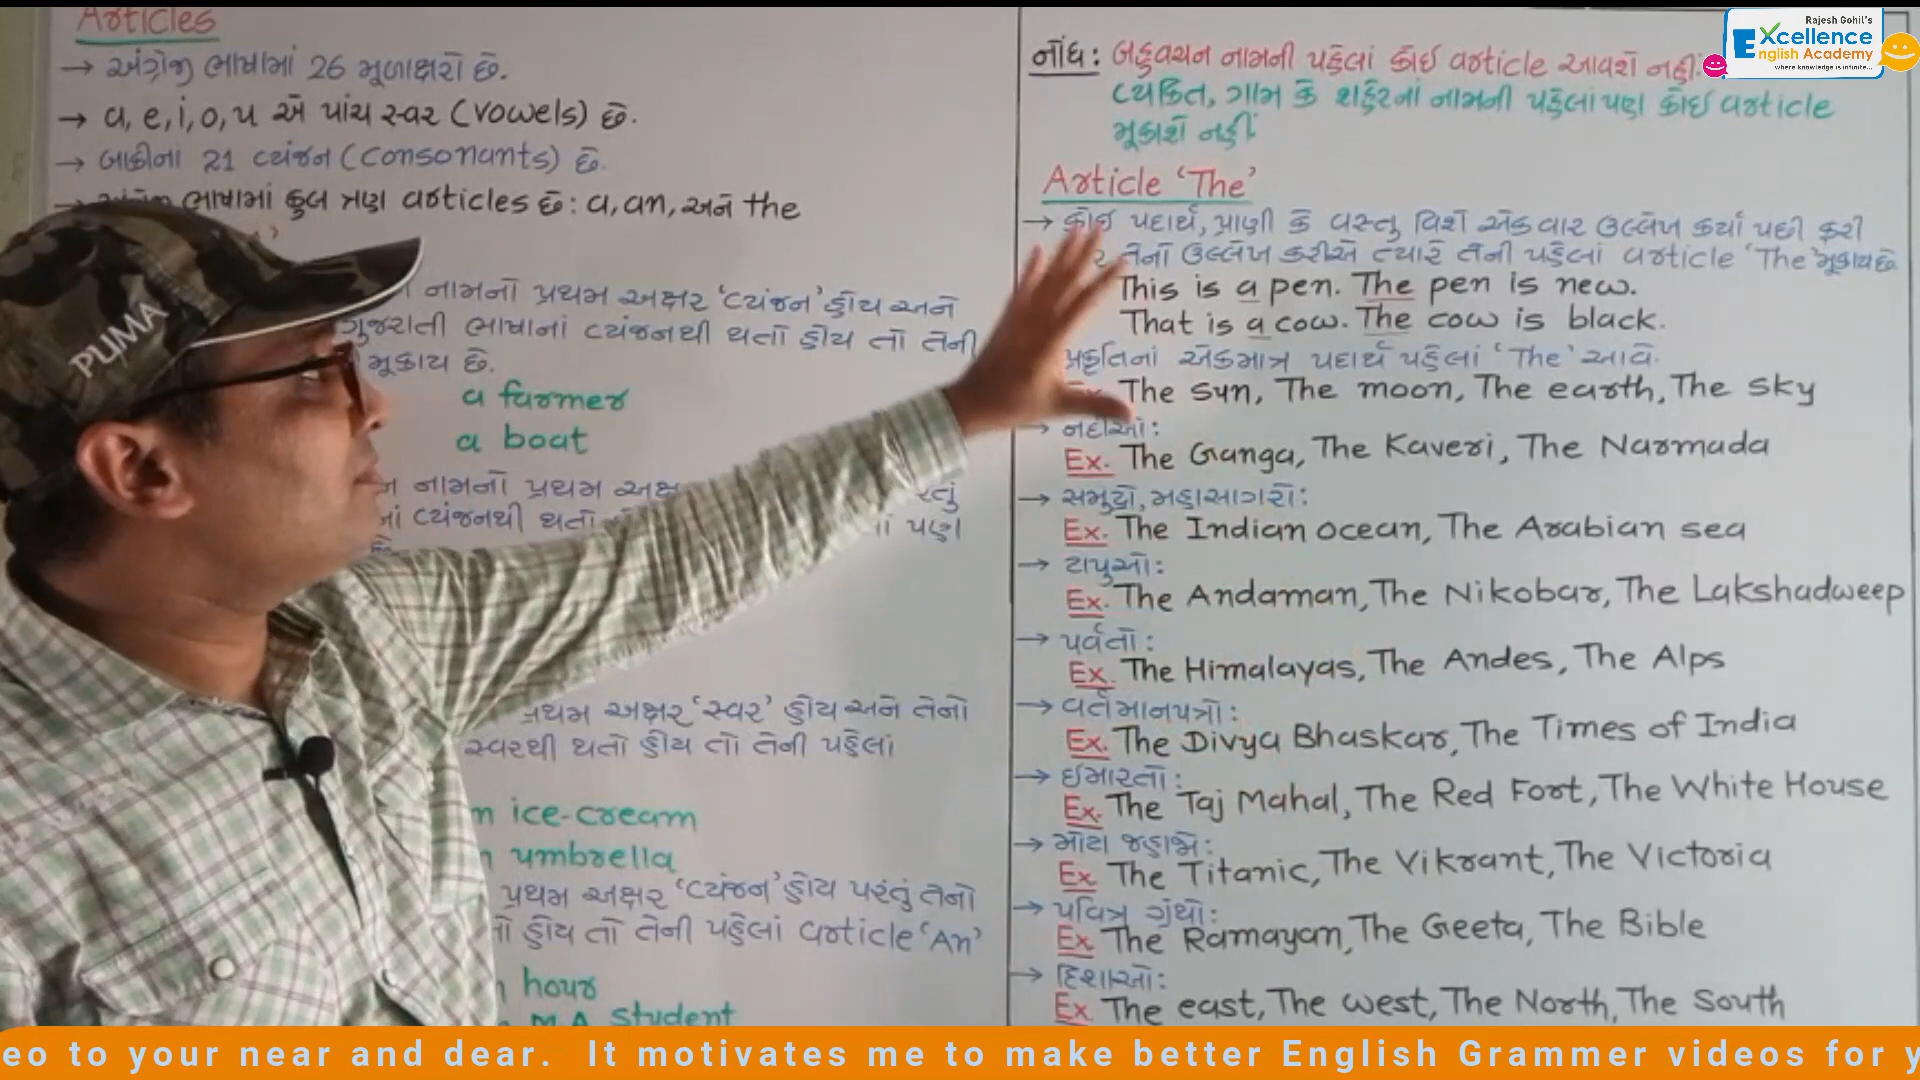 Articles
→ અંગ્રેજી ભાષામાં 26 મૂળાક્ષરો છે.
→ a, e, i, o, u એ પાંચ સ્વર (vowels) છે.
→ બાકીનાં 21 વ્યંજન (consonants) છે.
ભાષામાં કુલ ત્રણ articles છે: a, an, અને the
નામનો પ્રથમ અક્ષર 'વ્યંજન' હોય અને
ગુજરાતી ભાષાનાં વ્યંજનથી થતો હોય તો તેની
મૂકાય છે.
a farmer
a boat
નામનો પ્રથમ
વ્યંજનથી થતો
પણ
પ્રથમ અક્ષર 'સ્વર' હોય અને તેનો
સ્વરથી થતો હોય તો તેની પહેલાં
ice-cream
umbrella
પ્રથમ અક્ષર 'વ્યંજન' હોય પરંતુ તેનો
હોય તો તેની પહેલાં article 'An'
hour
M.A. student
નોંધ: બહુવચન નામની પહેલાં કોઈ article આવશે નહીં.
વ્યકિત, ગામ કે શહેરનાં નામની પહેલાં પણ કોઈ article
મૂકાશે નહીં
Article 'The'
→ કોઈ પદાર્થ, પ્રાણી કે વસ્તુ વિશે એકવાર ઉલ્લેખ કર્યા પછી ફરી
તેનો ઉલ્લેખ કરીએ ત્યારે તેની પહેલાં article 'The' મૂકાય છે
This is a pen. The pen is new.
That is a cow. The cow is black.
પ્રકૃતિનાં એકમાત્ર પદાર્થ પહેલાં 'The' આવે.
The sun, The moon, The earth, The sky
→ નદીઓ:
Ex. The Ganga, The Kaveri, The Narmada
→ સમુદ્રો, મહાસાગરો:
Ex. The Indian ocean, The Arabian sea
→ ટાપુઓ:
Ex. The Andaman, The Nikobar, The Lakshadweep
→ પર્વતો:
Ex. The Himalayas, The Andes, The Alps
→ વર્તમાનપત્રો:
Ex. The Divya Bhaskar, The Times of India
→ ઈમારતો:
Ex. The Taj Mahal, The Red Fort, The White House
→ મોટા જહાજો:
Ex The Titanic, The Vikrant, The Victoria
→ પવિત્ર ગ્રંથો:
Ex The Ramayan, The Geeta, The Bible
→ દિશાઓ:
Ex The east, The west, The North, The South
PUMA
Rajesh Gohil's
Excellence
English Academy
where knowledge is infinite...
eo to your near and dear. It motivates me to make better English Grammer videos for y